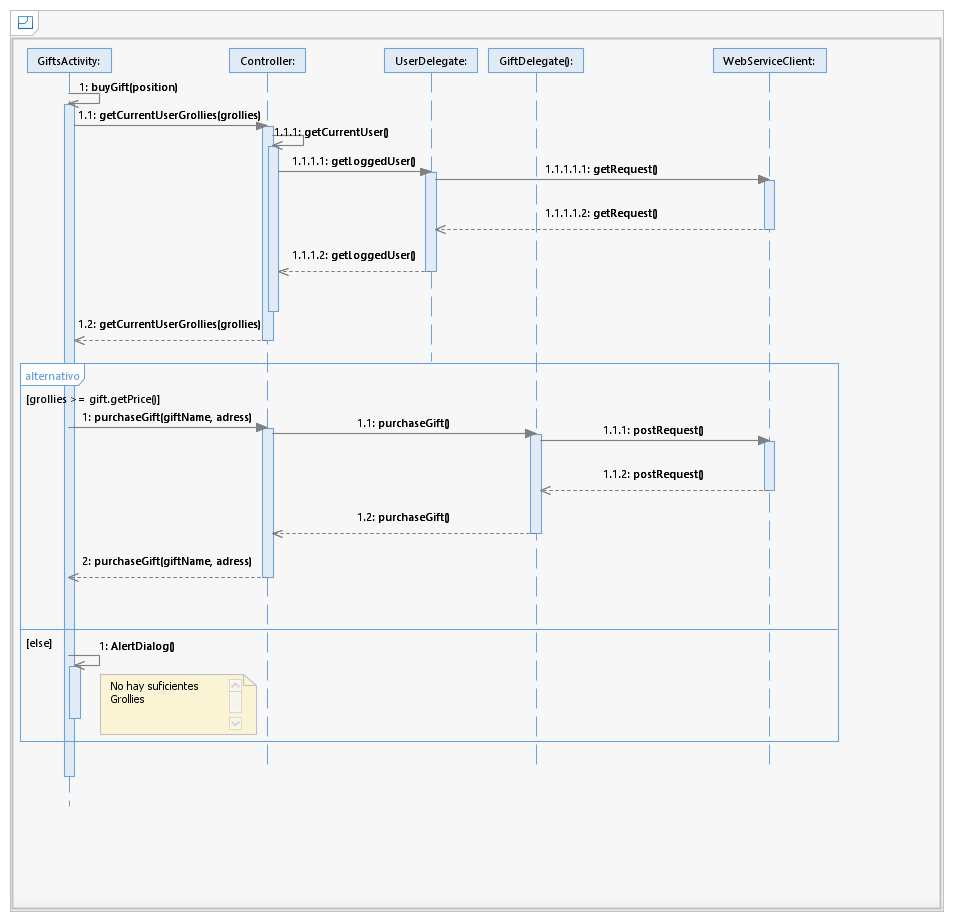 GiftsActivity:
Controller:
UserDelegate:
GiftDelegate():
WebServiceClient:
1: buyGift(position)
1.1: getCurrentUserGrollies(grollies)
1.1.1: getCurrentUser()
1.1.1.1: getLoggedUser()
1.1.1.1.1: getRequest()
1.1.1.1.2: getRequest()
1.1.1.2: getLoggedUser()
1.2: getCurrentUserGrollies(grollies)
alternativo
[grollies >= gift.getPrice()]
1: purchaseGift(giftName, adress)
1.1: purchaseGift()
1.1.1: postRequest()
1.1.2: postRequest()
1.2: purchaseGift()
2: purchaseGift(giftName, adress)
[else]
1: AlertDialog()
No hay suficientes
Grollies